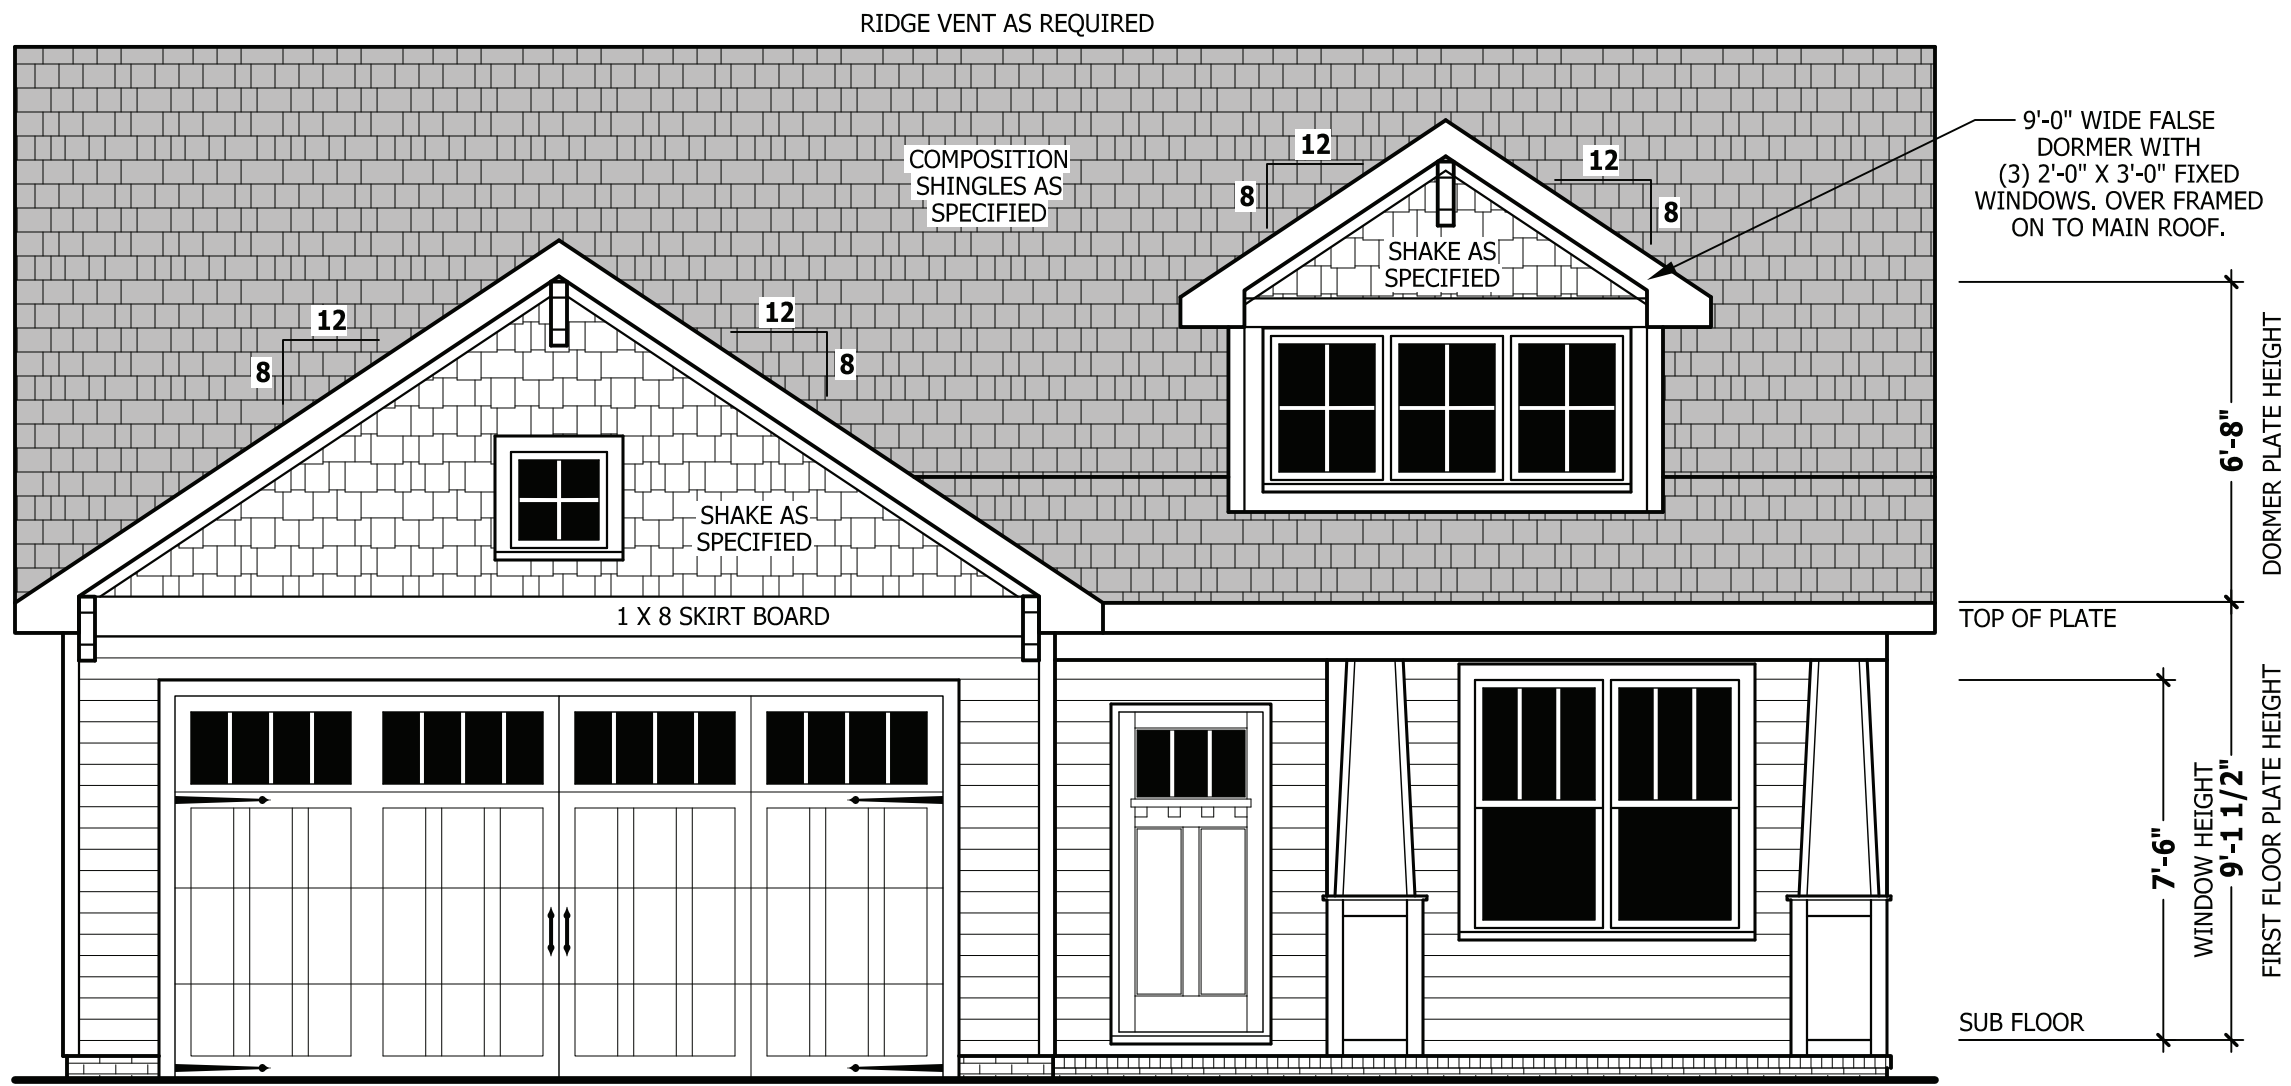 RIDGE VENT AS REQUIRED
COMPOSITION
SHINGLES AS
SPECIFIED
12
8
12
8
9'-0" WIDE FALSE
DORMER WITH
(3) 2'-0" X 3'-0" FIXED
WINDOWS. OVER FRAMED
ON TO MAIN ROOF.
SHAKE AS
SPECIFIED
12
8
12
8
SHAKE AS
SPECIFIED
1 X 8 SKIRT BOARD
6'-8"
DORMER PLATE HEIGHT
TOP OF PLATE
7'-6"
WINDOW HEIGHT
9'-1 1/2"
FIRST FLOOR PLATE HEIGHT
SUB FLOOR